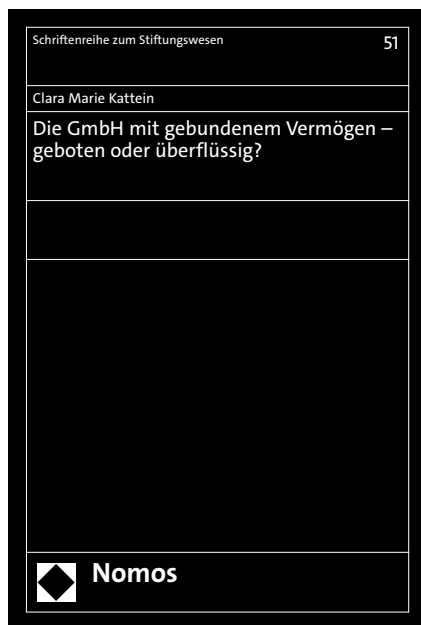 Schriftenreihe zum Stiftungswesen 51
Clara Marie Kattein
Die GmbH mit gebundenem Vermögen –
geboten oder überflüssig?
Nomos